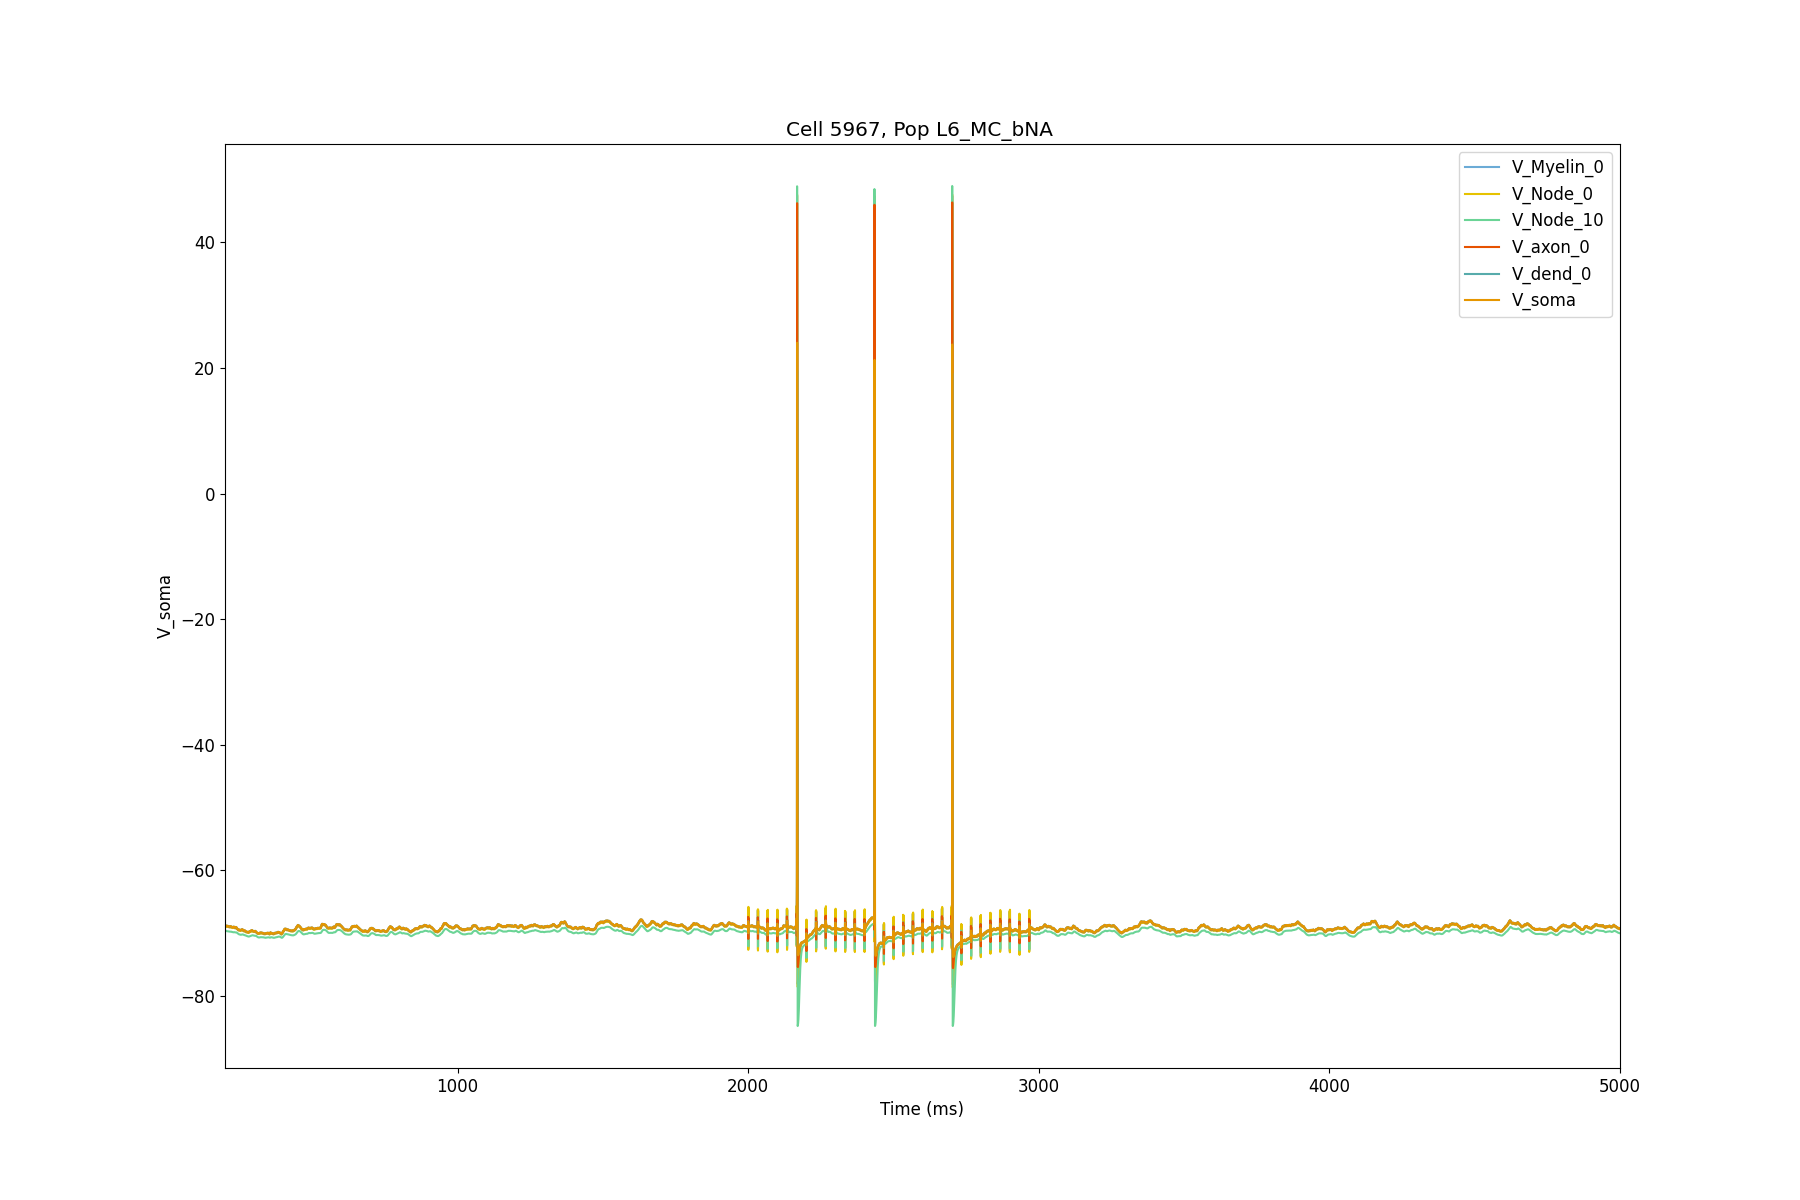 Cell 5967, Pop L6_MC_bNA
V_Myelin_0
V_Node_0
V_Node_10
V_axon_0
V_dend_0
V_soma
40
20
0
−20
−40
−60
−80
V_soma
1000
2000
3000
4000
5000
Time (ms)